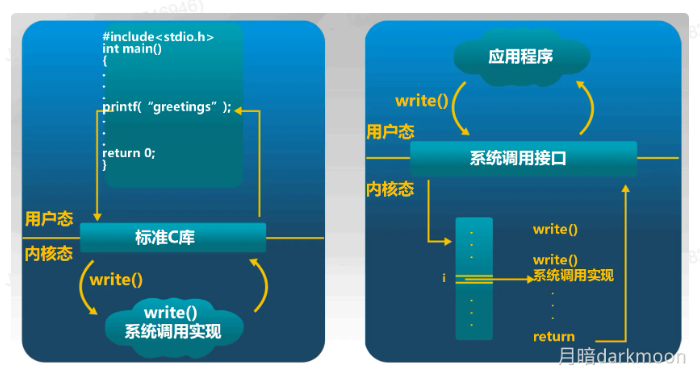 #include<stdio.h>
int main()
{
.
.
.
printf( “greetings” );
.
.
.
return 0;
}
用户态
标准C库
内核态
write()
write()
系统调用实现
应用程序
write()
用户态
系统调用接口
内核态
.
.
.
i
.
.
.
write()
write()
系统调用实现
.
.
.
return
月暗darkmoon